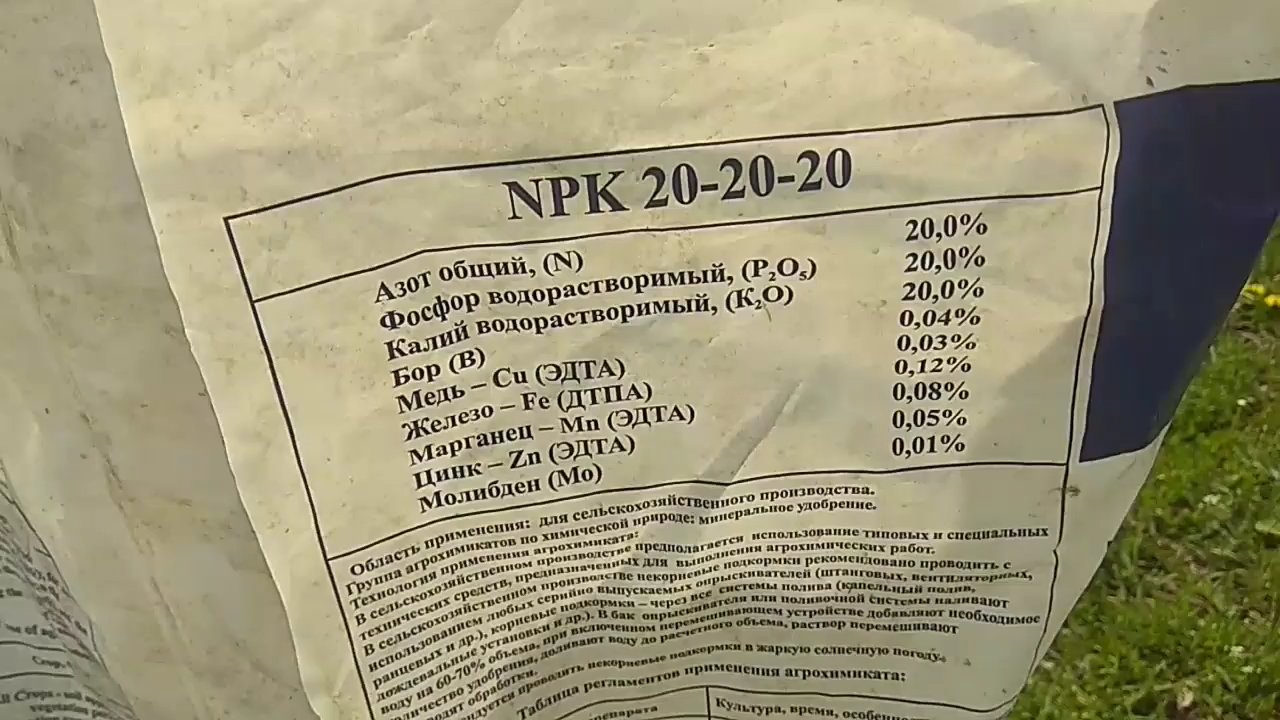 NPK 20-20-20
Азот общий, (N) 20,0%
Фосфор водорастворимый, (P₂O₅) 20,0%
Калий водорастворимый, (K₂O) 20,0%
Бор (B) 0,04%
Медь – Cu (ЭДТА) 0,03%
Железо – Fe (ДТПА) 0,12%
Марганец – Mn (ЭДТА) 0,08%
Цинк – Zn (ЭДТА) 0,05%
Молибден (Mo) 0,01%
Область применения: для сельскохозяйственного производства.
Группа агрохимикатов по химической природе: минеральное удобрение.
Технология применения агрохимиката:
В сельскохозяйственном производстве предполагается использование типовых и специальных
технических средств, предназначенных для выполнения агрохимических работ.
В сельскохозяйственном производстве некорневые подкормки рекомендовано проводить с
использованием любых серийно выпускаемых опрыскивателей (штанговых, вентиляторных,
ранцевых и др.), корневые подкормки – через все системы полива (капельный полив,
дождевальные установки и др.). В бак опрыскивателя или поливочной системы наливают
воду на 60-70% объема, при включенном перемешивающем устройстве добавляют необходимое
количество удобрения, доливают воду до расчетного объема, раствор перемешивают
обработки.
проводить некорневые подкормки в жаркую солнечную погоду.
Таблица регламентов применения агрохимиката:
Культура, время,